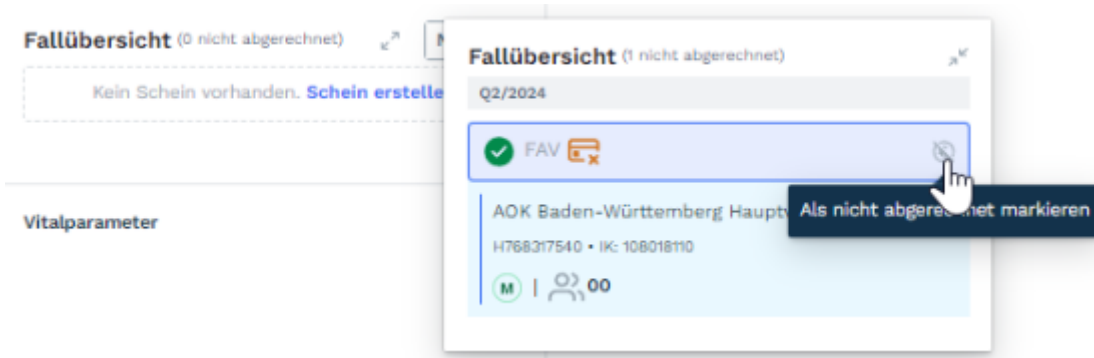 Fallübersicht (0 nicht abgerechnet)
Kein Schein vorhanden. Schein erstelle
Vitalparameter
Fallübersicht (1 nicht abgerechnet)
Q2/2024
FAV
AOK Baden-Württemberg Hauptv
Als nicht abgerechnet markieren
H768317540 • IK: 108018110
M | 00